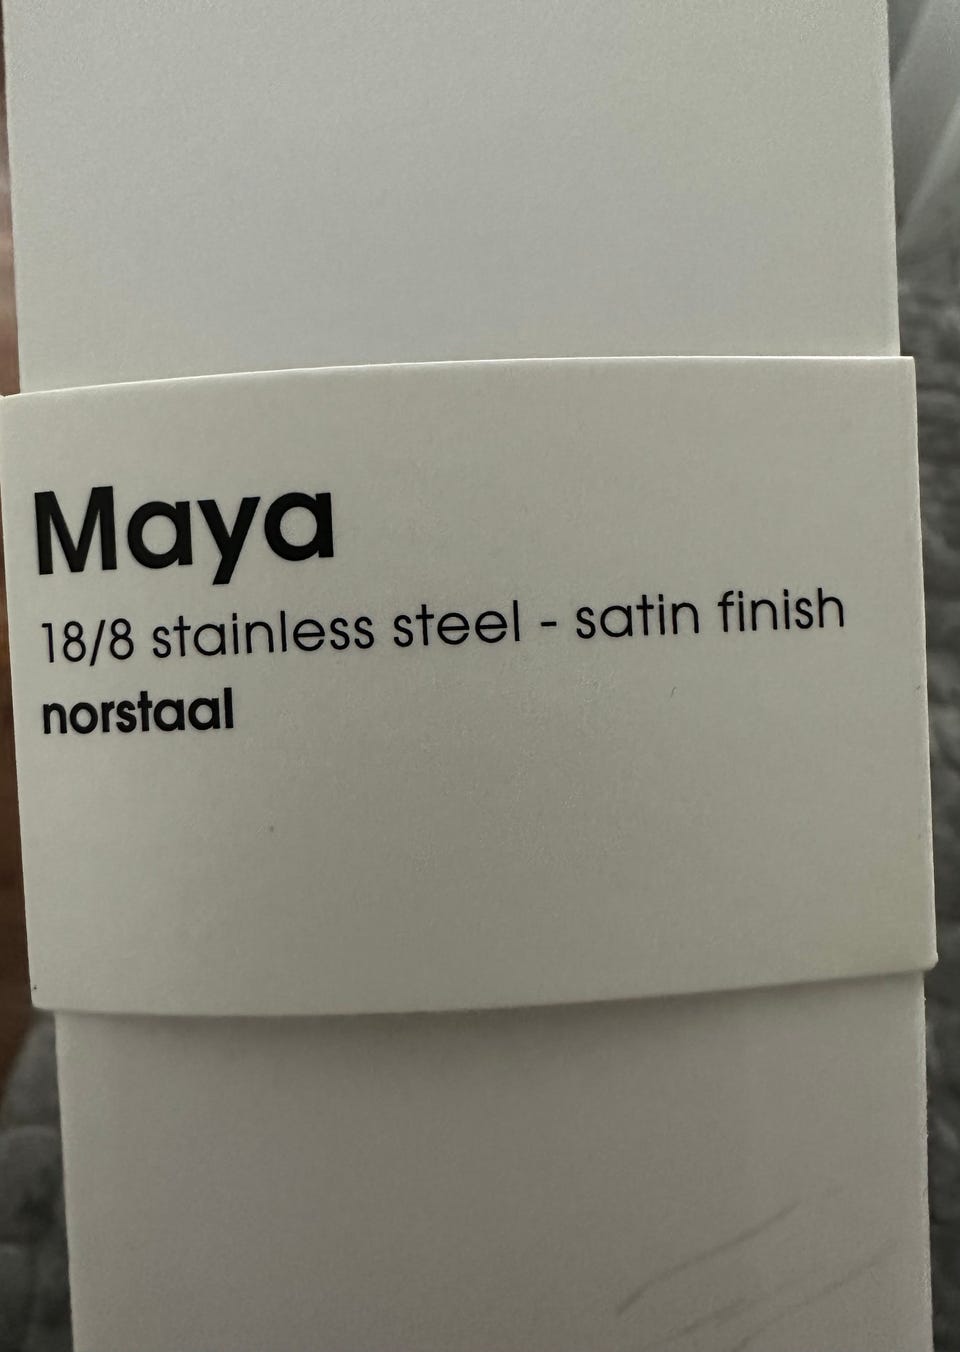 Maya
18/8 stainless steel - satin finish
norstaal